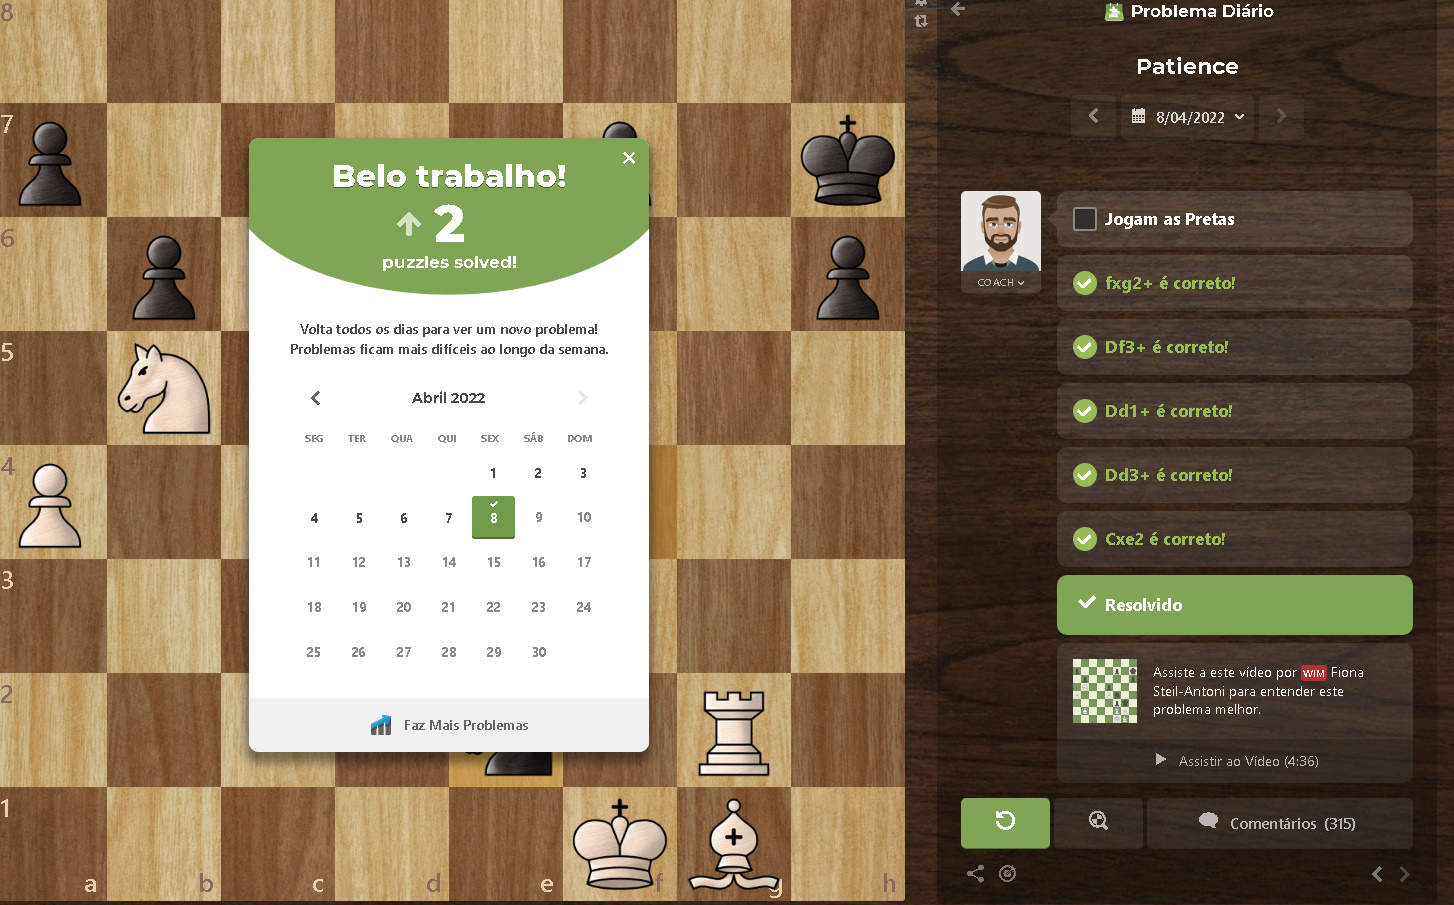 8
7
6
5
4
3
2
1
a
b
c
d
e
f
g
h
Belo trabalho!
2
puzzles solved!
Volta todos os dias para ver um novo problema!
Problemas ficam mais difíceis ao longo da semana.
Abril 2022
SEG TER QUA QUI SEX SÁB DOM
1 2 3
4 5 6 7 8 9 10
11 12 13 14 15 16 17
18 19 20 21 22 23 24
25 26 27 28 29 30
Faz Mais Problemas
Problema Diário
Patience
8/04/2022
COACH
Jogam as Pretas
fxg2+ é correto!
Df3+ é correto!
Dd1+ é correto!
Dd3+ é correto!
Cxe2 é correto!
Resolvido
Assiste a este vídeo por WIM Fiona
Steil-Antoni para entender este
problema melhor.
Assistir ao Vídeo (4:36)
Comentários (315)